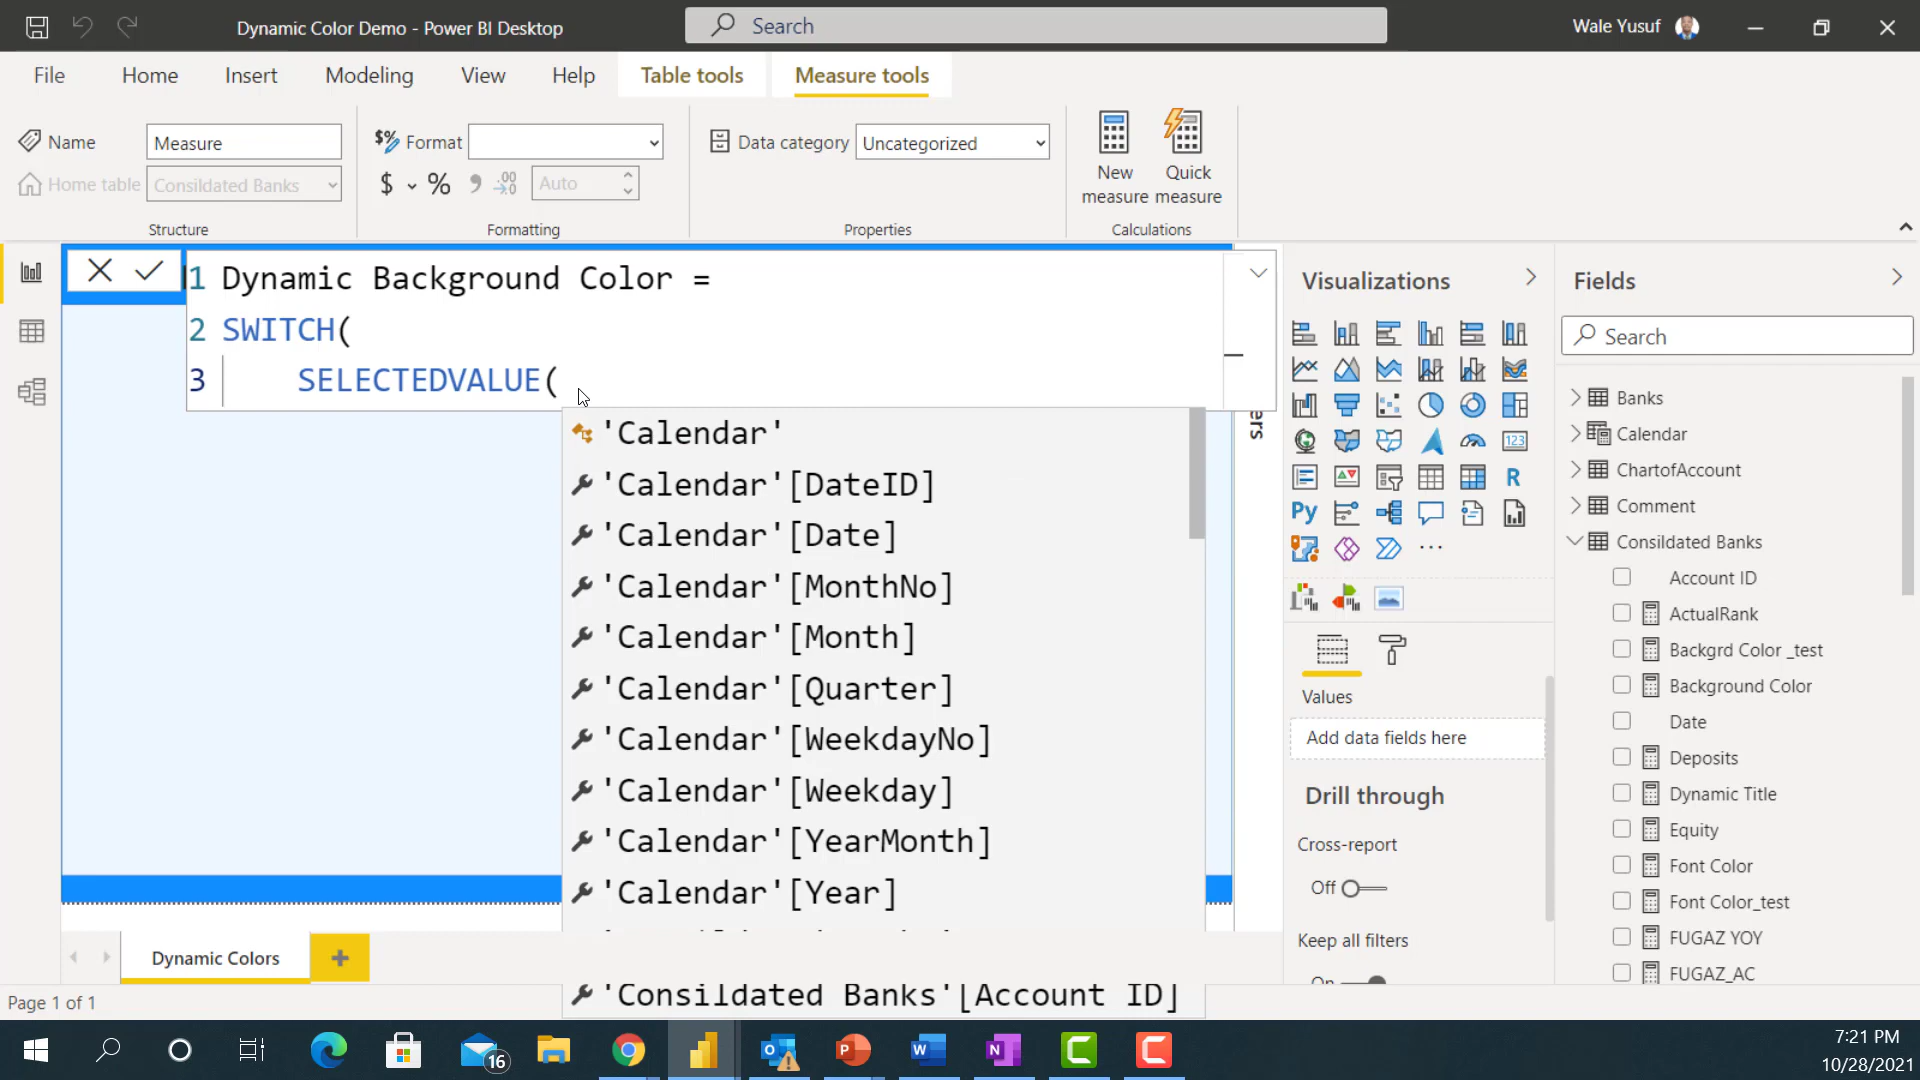 Dynamic Color Demo - Power BI Desktop
Search
Wale Yusuf
File
Home
Insert
Modeling
View
Help
Table tools
Measure tools
Name
Measure
Home table
Consildated Banks
Structure
$% Format
$ % 9 .00
Auto
Formatting
Data category
Uncategorized
Properties
New measure
Quick measure
Calculations
1 Dynamic Background Color =
2 SWITCH(
3 SELECTEDVALUE(
'Calendar'
'Calendar'[DateID]
'Calendar'[Date]
'Calendar'[MonthNo]
'Calendar'[Month]
'Calendar'[Quarter]
'Calendar'[WeekdayNo]
'Calendar'[Weekday]
'Calendar'[YearMonth]
'Calendar'[Year]
'Consildated Banks'[Account ID]
Visualizations
123
R
Py
Values
Add data fields here
Drill through
Cross-report
Off
Keep all filters
On
Fields
Search
Banks
Calendar
ChartofAccount
Comment
Consildated Banks
Account ID
ActualRank
Backgrd Color _test
Background Color
Date
Deposits
Dynamic Title
Equity
Font Color
Font Color_test
FUGAZ YOY
FUGAZ_AC
Dynamic Colors
Page 1 of 1
16
7:21 PM
10/28/2021